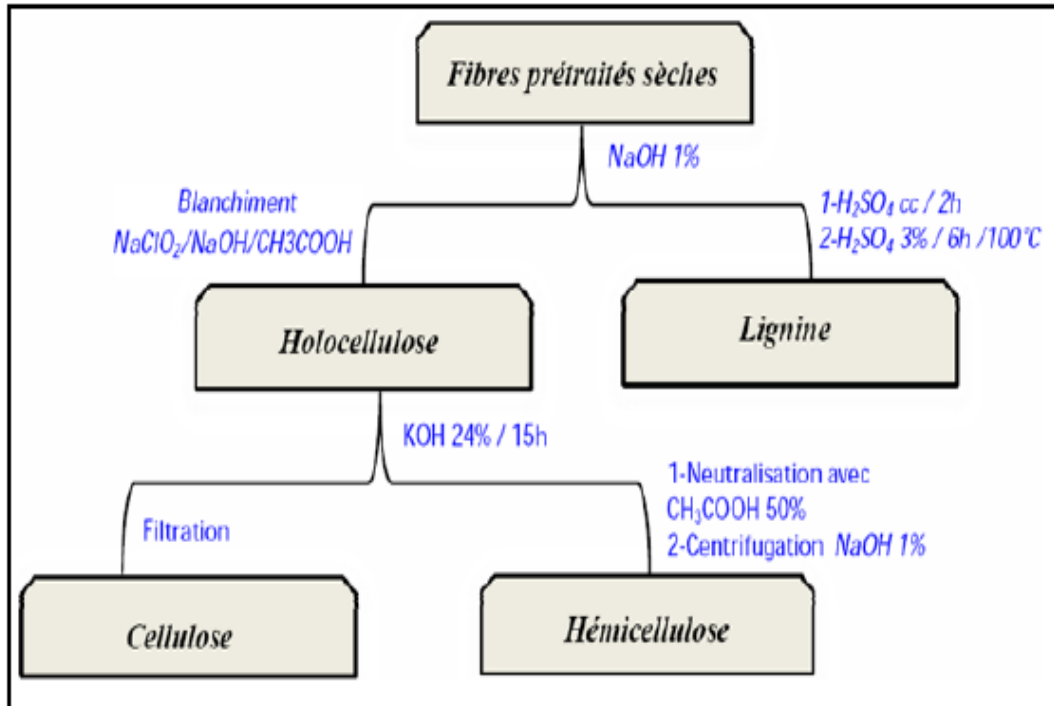 Fibres prétraités sèches
NaOH 1%
Blanchiment
NaClO₂/NaOH/CH3COOH
1-H₂SO₄ cc / 2h
2-H₂SO₄ 3% / 6h /100°C
Holocellulose
Lignine
KOH 24% / 15h
Filtration
1-Neutralisation avec
CH₃COOH 50%
2-Centrifugation NaOH 1%
Cellulose
Hémicellulose